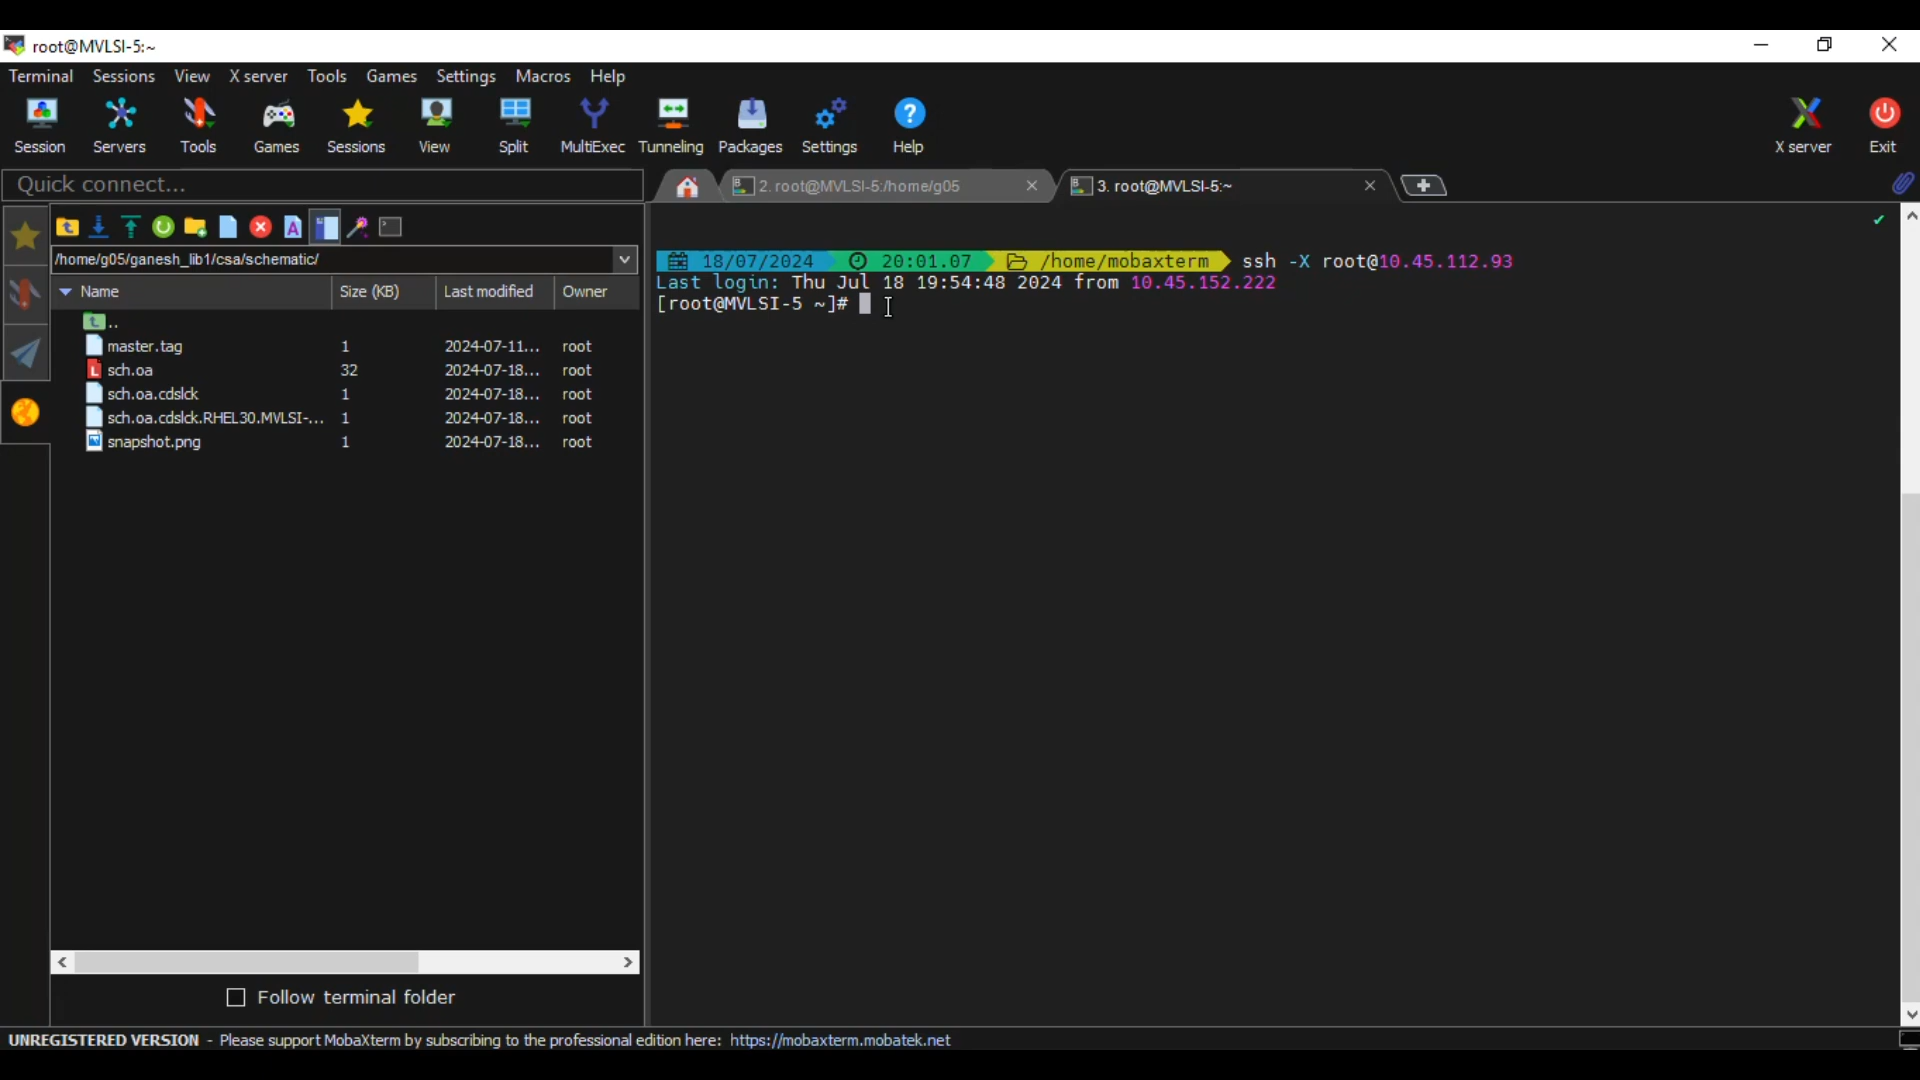 root@MVLSI-5:~
Terminal Sessions View X server Tools Games Settings Macros Help
Session Servers Tools Games Sessions View Split MultiExec Tunneling Packages Settings Help X server Exit
Quick connect...
2. root@MVLSI-5:/home/g05
3. root@MVLSI-5:~
/home/g05/ganesh_lib1/csa/schematic/
Name Size (KB) Last modified Owner
..
master.tag 1 2024-07-11... root
sch.oa 32 2024-07-18... root
sch.oa.cdslck 1 2024-07-18... root
sch.oa.cdslck.RHEL30.MVLSI-... 1 2024-07-18... root
snapshot.png 1 2024-07-18... root
Follow terminal folder
18/07/2024 20:01.07 /home/mobaxterm ssh -X root@10.45.112.93
Last login: Thu Jul 18 19:54:48 2024 from 10.45.152.222
[root@MVLSI-5 ~]#
UNREGISTERED VERSION - Please support MobaXterm by subscribing to the professional edition here: https://mobaxterm.mobatek.net